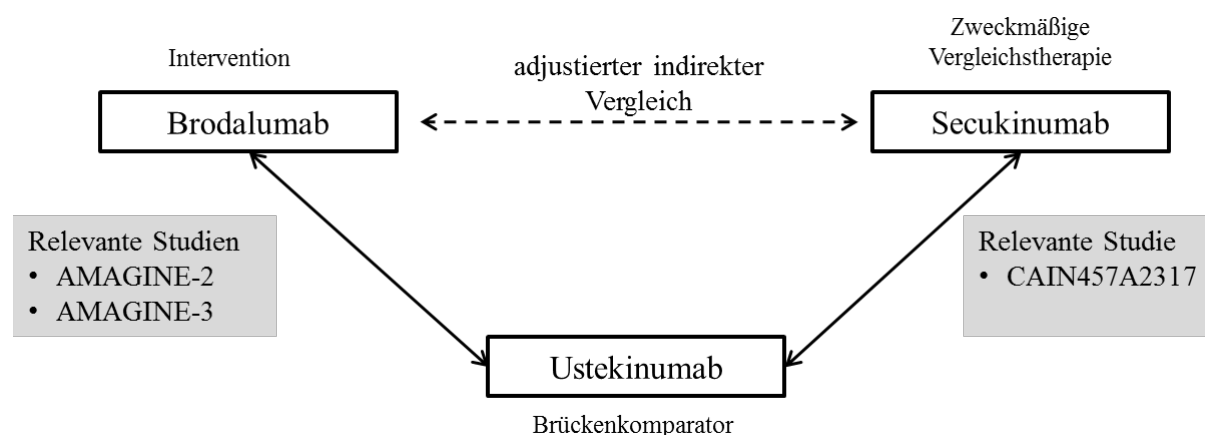 Intervention
Brodalumab
adjustierter indirekter
Vergleich
Zweckmäßige
Vergleichstherapie
Secukinumab
Relevante Studien
• AMAGINE-2
• AMAGINE-3
Relevante Studie
• CAIN457A2317
Ustekinumab
Brückenkomparator